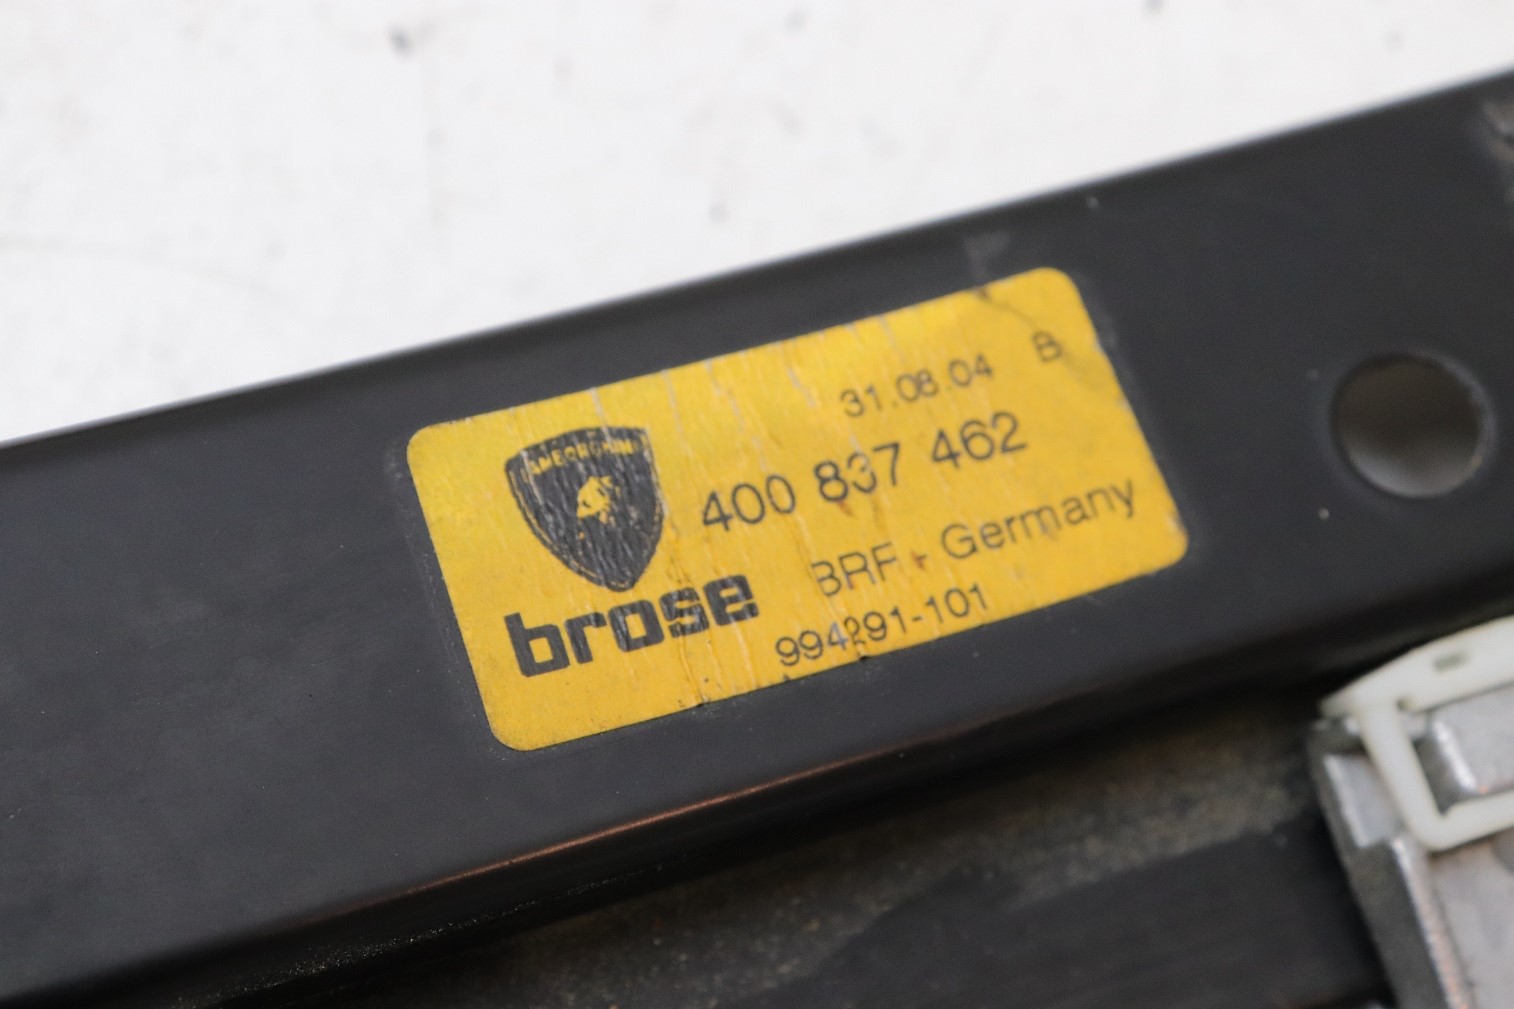 31.08.04 B
LAMBORGHINI
400 837 462
brose
BRF - Germany
994291-101